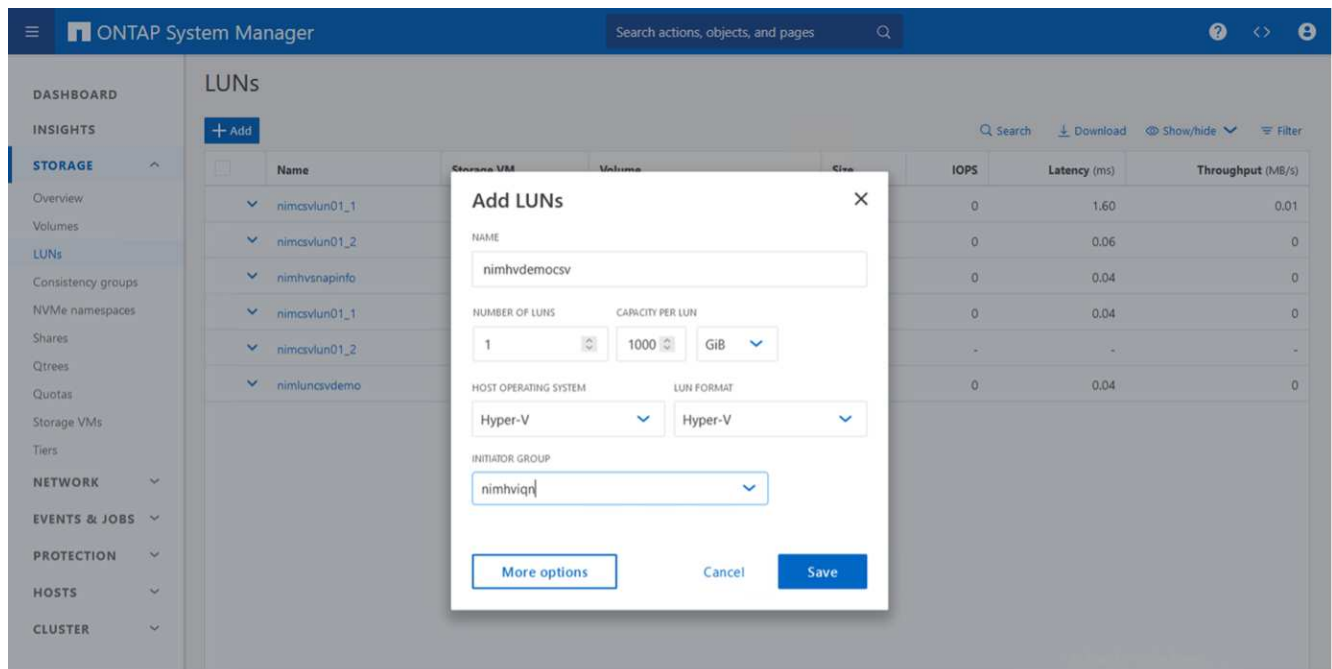 ONTAP System Manager
Search actions, objects, and pages
?
<>
DASHBOARD
INSIGHTS
STORAGE
Overview
Volumes
LUNs
Consistency groups
NVMe namespaces
Shares
Qtrees
Quotas
Storage VMs
Tiers
NETWORK
EVENTS & JOBS
PROTECTION
HOSTS
CLUSTER
LUNs
+ Add
Search Download Show/hide Filter
Name Storage VM Volume Size IOPS Latency (ms) Throughput (MB/s)
nimcsvlun01_1 0 1.60 0.01
nimcsvlun01_2 0 0.06 0
nimhvsnapinfo 0 0.04 0
nimcsvlun01_1 0 0.04 0
nimcsvlun01_2 - - -
nimluncsvdemo 0 0.04 0
Add LUNs
NAME
nimhvdemocsv
NUMBER OF LUNS CAPACITY PER LUN
1 1000 GiB
HOST OPERATING SYSTEM LUN FORMAT
Hyper-V Hyper-V
INITIATOR GROUP
nimhviqn
More options Cancel Save